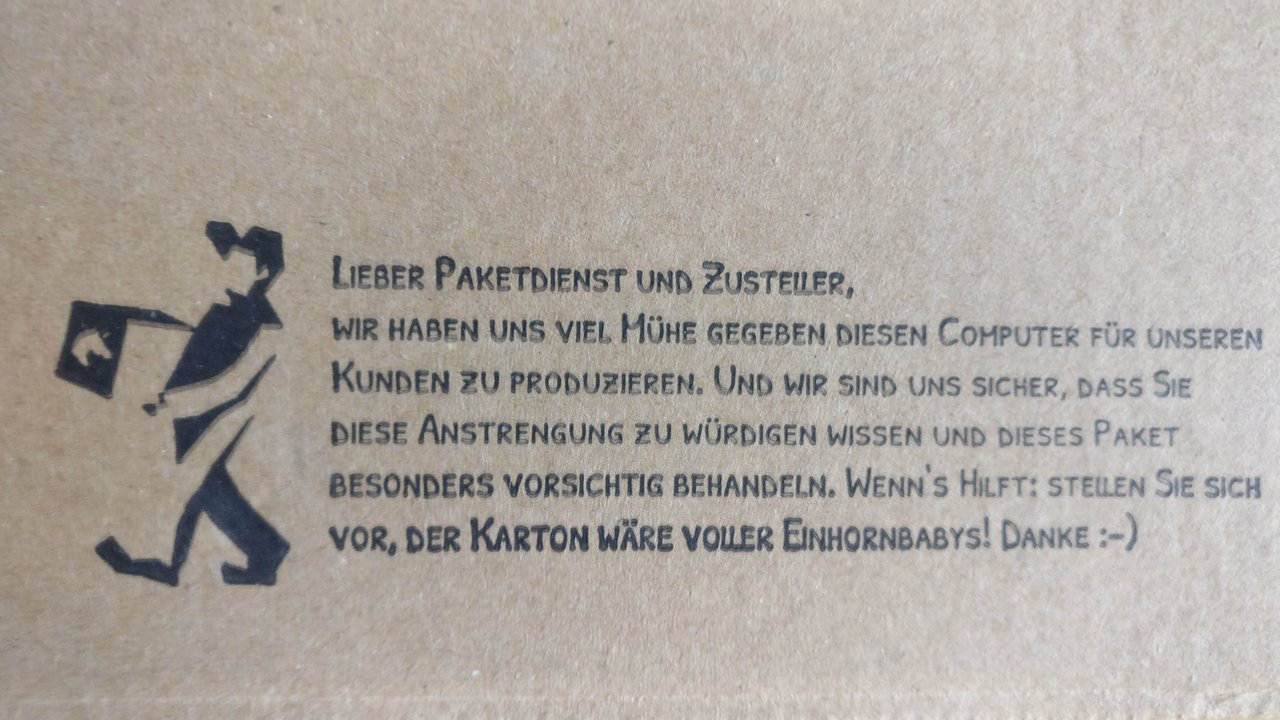 Lieber Paketdienst und Zusteller,
wir haben uns viel Mühe gegeben diesen Computer für unseren
Kunden zu produzieren. Und wir sind uns sicher, dass Sie
diese Anstrengung zu würdigen wissen und dieses Paket
besonders vorsichtig behandeln. Wenn's Hilft: stellen Sie sich
vor, der Karton wäre voller Einhornbabys! Danke :-)